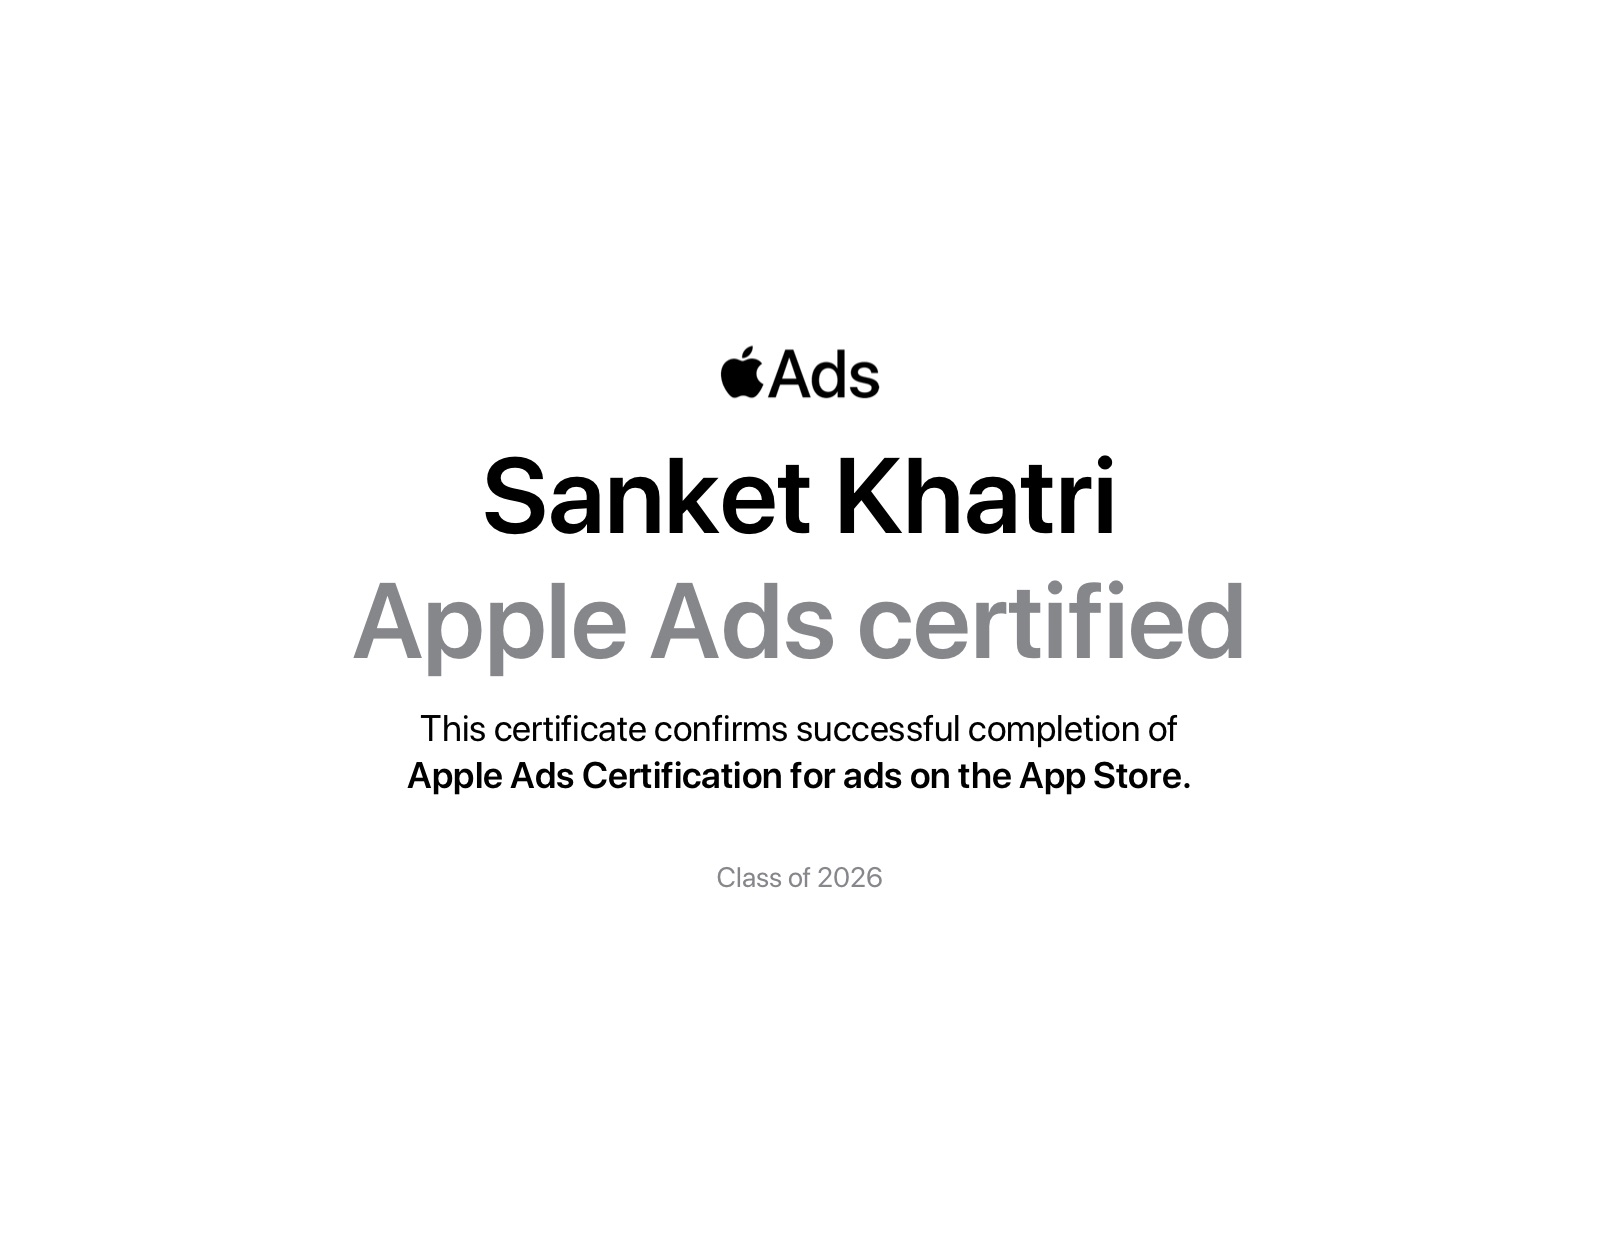 Ads
Sanket Khatri
Apple Ads certified
This certificate confirms successful completion of
Apple Ads Certification for ads on the App Store.
Class of 2026